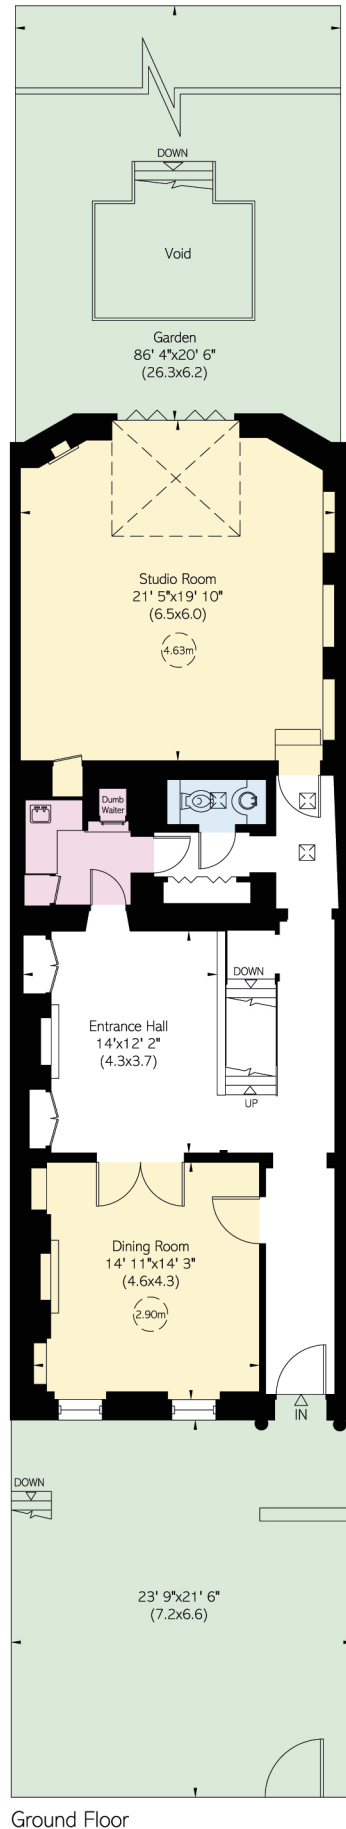 DOWN
Void
Garden
86' 4"x20' 6"
(26.3x6.2)
Studio Room
21' 5"x19' 10"
(6.5x6.0)
4.63m
Dumb
Waiter
DOWN
Entrance Hall
14'x12' 2"
(4.3x3.7)
UP
Dining Room
14' 11"x14' 3"
(4.6x4.3)
2.90m
IN
DOWN
23' 9"x21' 6"
(7.2x6.6)
Ground Floor